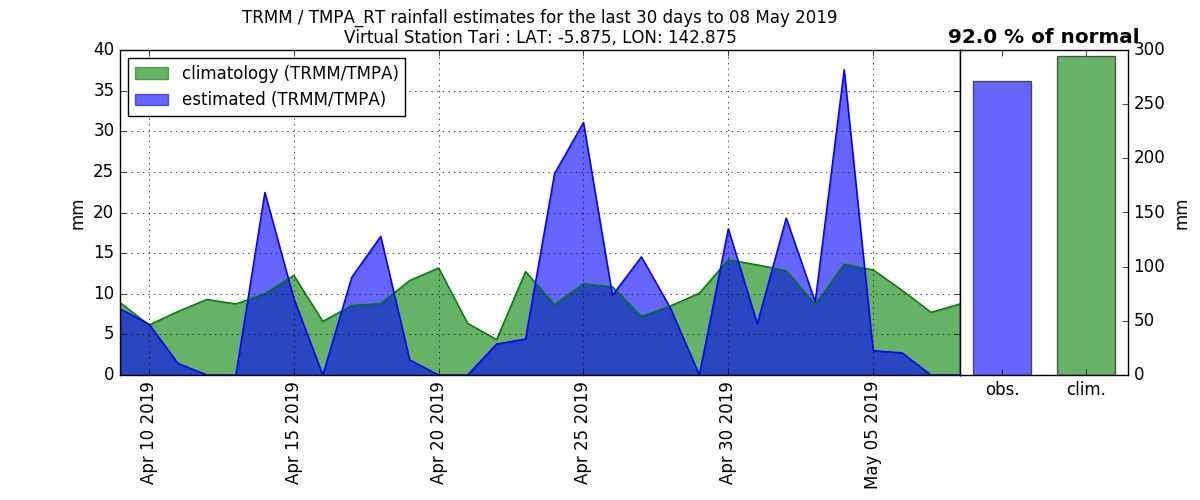 TRMM / TMPA_RT rainfall estimates for the last 30 days to 08 May 2019
Virtual Station Tari : LAT: -5.875, LON: 142.875
92.0 % of normal
climatology (TRMM/TMPA)
estimated (TRMM/TMPA)
mm
40
35
30
25
20
15
10
5
0
Apr 10 2019
Apr 15 2019
Apr 20 2019
Apr 25 2019
Apr 30 2019
May 05 2019
obs.
clim.
300
250
200
150
100
50
0
mm